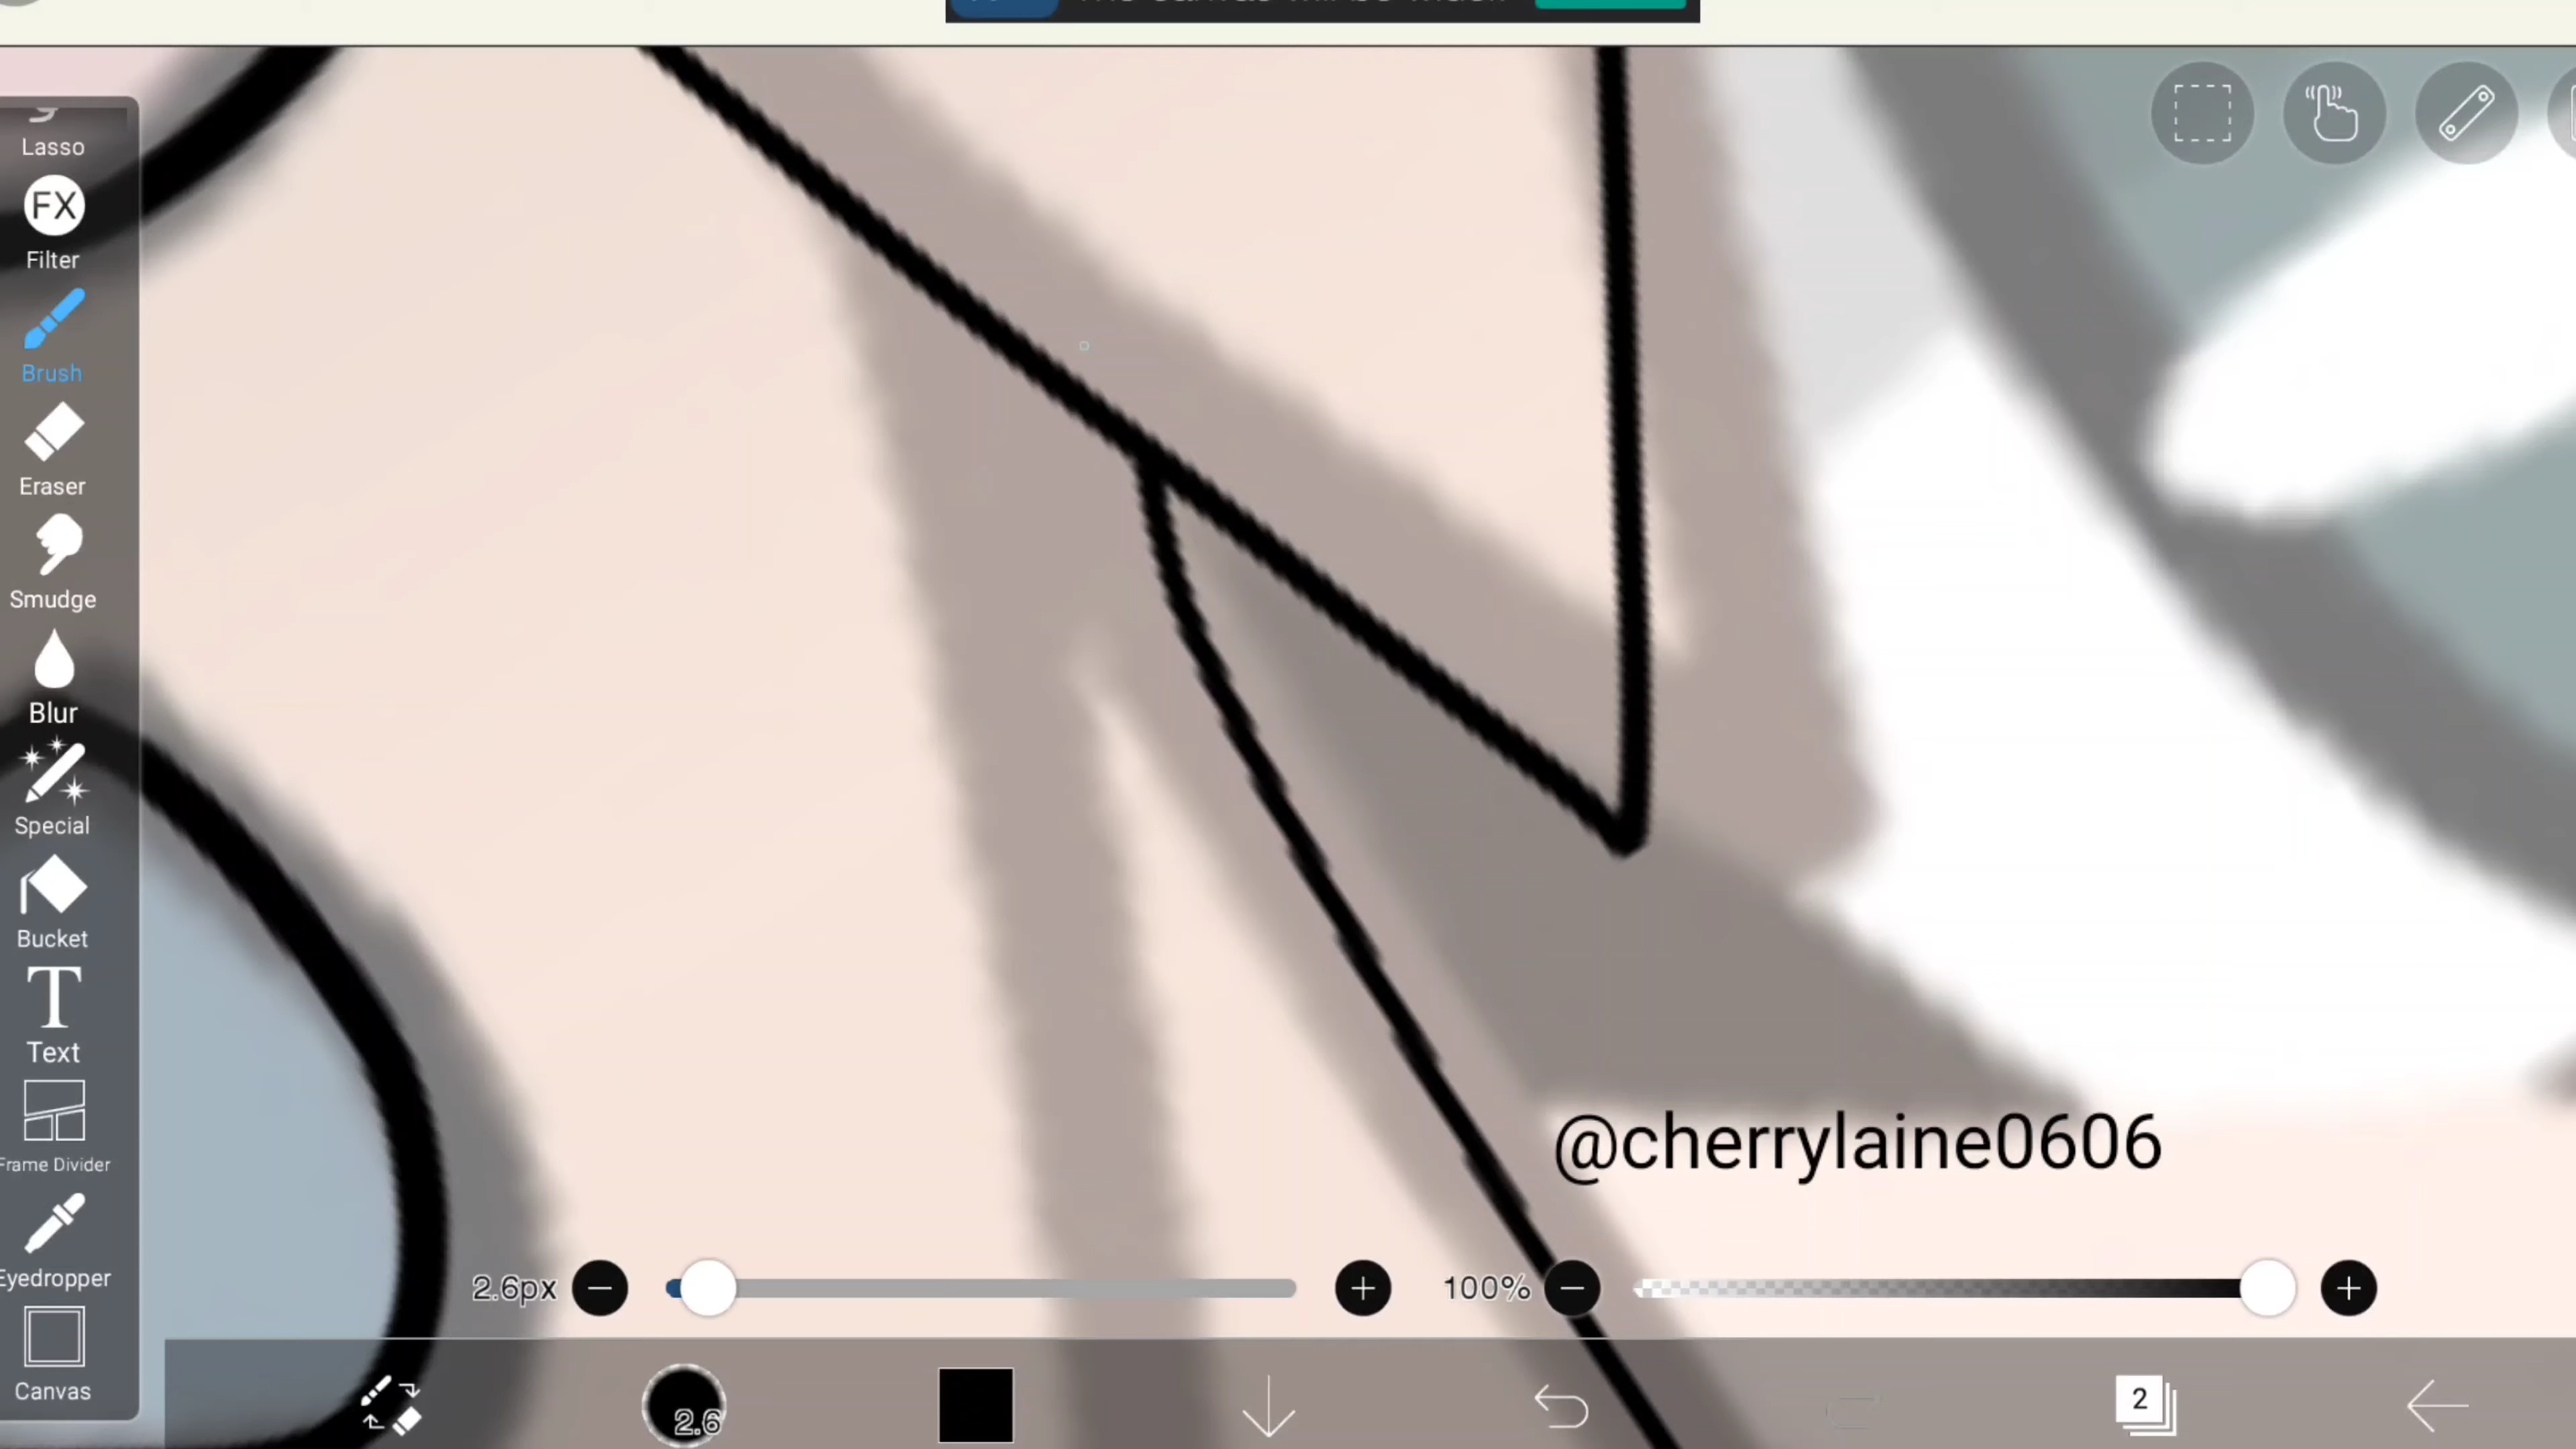 Lasso
FX
Filter
Brush
Eraser
Smudge
Blur
Special
Bucket
T
Text
Frame Divider
Eyedropper
Canvas
@cherrylaine0606
2.6px
100%
2.6
2